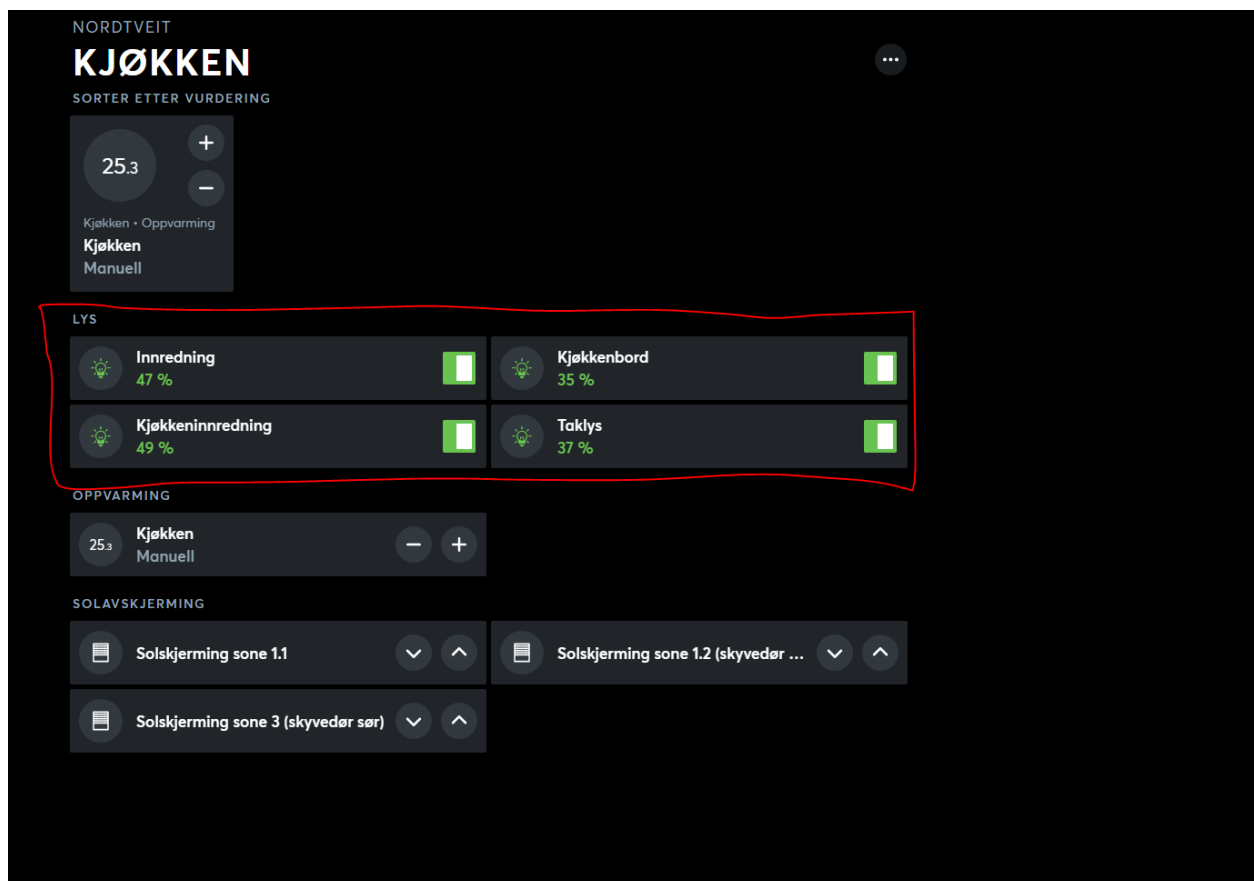 NORDTVEIT
KJØKKEN
SORTER ETTER VURDERING
25.3
Kjøkken • Oppvarming
Kjøkken
Manuell
LYS
Innredning
47 %
Kjøkkenbord
35 %
Kjøkkeninnredning
49 %
Taklys
37 %
OPPVARMING
25.3
Kjøkken
Manuell
SOLAVSKJERMING
Solskjerming sone 1.1
Solskjerming sone 1.2 (skyvedør ...
Solskjerming sone 3 (skyvedør sør)